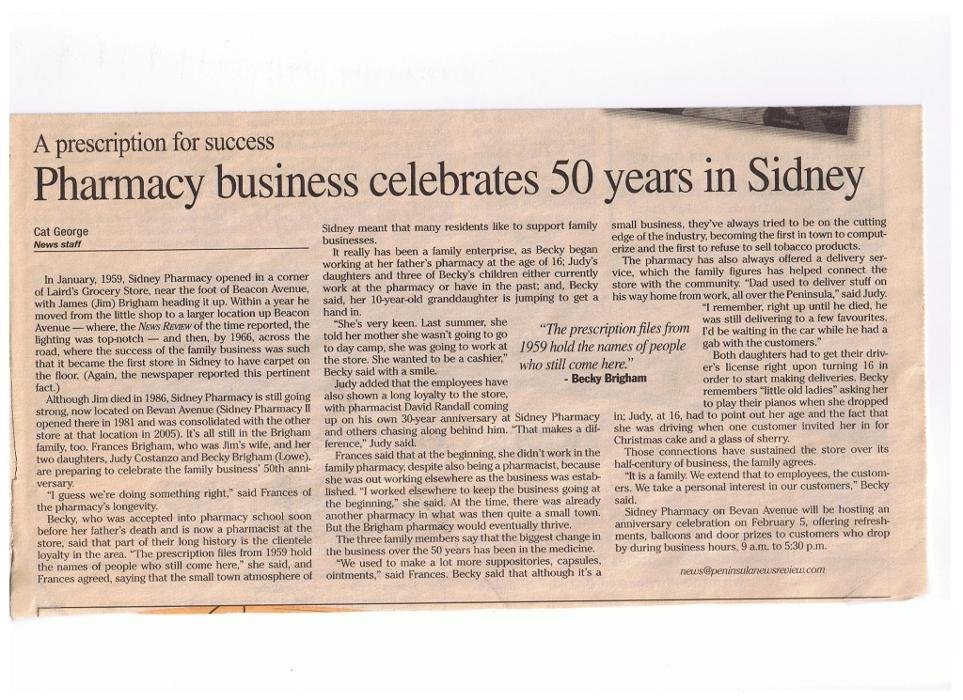 A prescription for success
Pharmacy business celebrates 50 years in Sidney
Cat George
News staff
In January, 1959, Sidney Pharmacy opened in a corner
of Laird's Grocery Store, near the foot of Beacon Avenue,
with James (Jim) Brigham heading it up. Within a year he
moved from the little shop to a larger location up Beacon
Avenue — where, the NEWS REVIEW of the time reported, the
lighting was top-notch — and then, by 1966, across the
road, where the success of the family business was such
that it became the first store in Sidney to have carpet on
the floor. (Again, the newspaper reported this pertinent
fact.)
Although Jim died in 1986, Sidney Pharmacy is still going
strong, now located on Bevan Avenue (Sidney Pharmacy II
opened there in 1981 and was consolidated with the other
store at that location in 2005). It's all still in the Brigham
family, too. Frances Brigham, who was Jim's wife, and her
two daughters, Judy Costanzo and Becky Brigham (Lowe),
are preparing to celebrate the family business' 50th anni-
versary.
"I guess we're doing something right," said Frances of
the pharmacy's longevity.
Becky, who was accepted into pharmacy school soon
before her father's death and is now a pharmacist at the
store, said that part of their long history is the clientele
loyalty in the area. "The prescription files from 1959 hold
the names of people who still come here," she said, and
Frances agreed, saying that the small town atmosphere of
Sidney meant that many residents like to support family
businesses.
It really has been a family enterprise, as Becky began
working at her father's pharmacy at the age of 16; Judy's
daughters and three of Becky's children either currently
work at the pharmacy or have in the past; and, Becky
said, her 10-year-old granddaughter is jumping to get a
hand in.
"She's very keen. Last summer, she
told her mother she wasn't going to go
to day camp, she was going to work at
the store. She wanted to be a cashier,"
Becky said with a smile.
Judy added that the employees have
also shown a long loyalty to the store,
with pharmacist David Randall coming
up on his own 30-year anniversary at Sidney Pharmacy
and others chasing along behind him. "That makes a dif-
ference," Judy said.
Frances said that at the beginning, she didn't work in the
family pharmacy, despite also being a pharmacist, because
she was out working elsewhere as the business was estab-
lished. "I worked elsewhere to keep the business going at
the beginning," she said. At the time, there was already
another pharmacy in what was then quite a small town.
But the Brigham pharmacy would eventually thrive.
The three family members say that the biggest change in
the business over the 50 years has been in the medicine.
"We used to make a lot more suppositories, capsules,
ointments," said Frances. Becky said that although it's a
"The prescription files from
1959 hold the names of people
who still come here."
- Becky Brigham
small business, they've always tried to be on the cutting
edge of the industry, becoming the first in town to comput-
erize and the first to refuse to sell tobacco products.
The pharmacy has also always offered a delivery ser-
vice, which the family figures has helped connect the
store with the community. "Dad used to deliver stuff on
his way home from work, all over the Peninsula," said Judy.
"I remember, right up until he died, he
was still delivering to a few favourites.
I'd be waiting in the car while he had a
gab with the customers."
Both daughters had to get their driv-
er's license right upon turning 16 in
order to start making deliveries. Becky
remembers "little old ladies" asking her
to play their pianos when she dropped
in; Judy, at 16, had to point out her age and the fact that
she was driving when one customer invited her in for
Christmas cake and a glass of sherry.
Those connections have sustained the store over its
half-century of business, the family agrees.
"It is a family. We extend that to employees, the custom-
ers. We take a personal interest in our customers," Becky
said.
Sidney Pharmacy on Bevan Avenue will be hosting an
anniversary celebration on February 5, offering refresh-
ments, balloons and door prizes to customers who drop
by during business hours, 9 a.m. to 5:30 p.m.
news@peninsulanewsreview.com